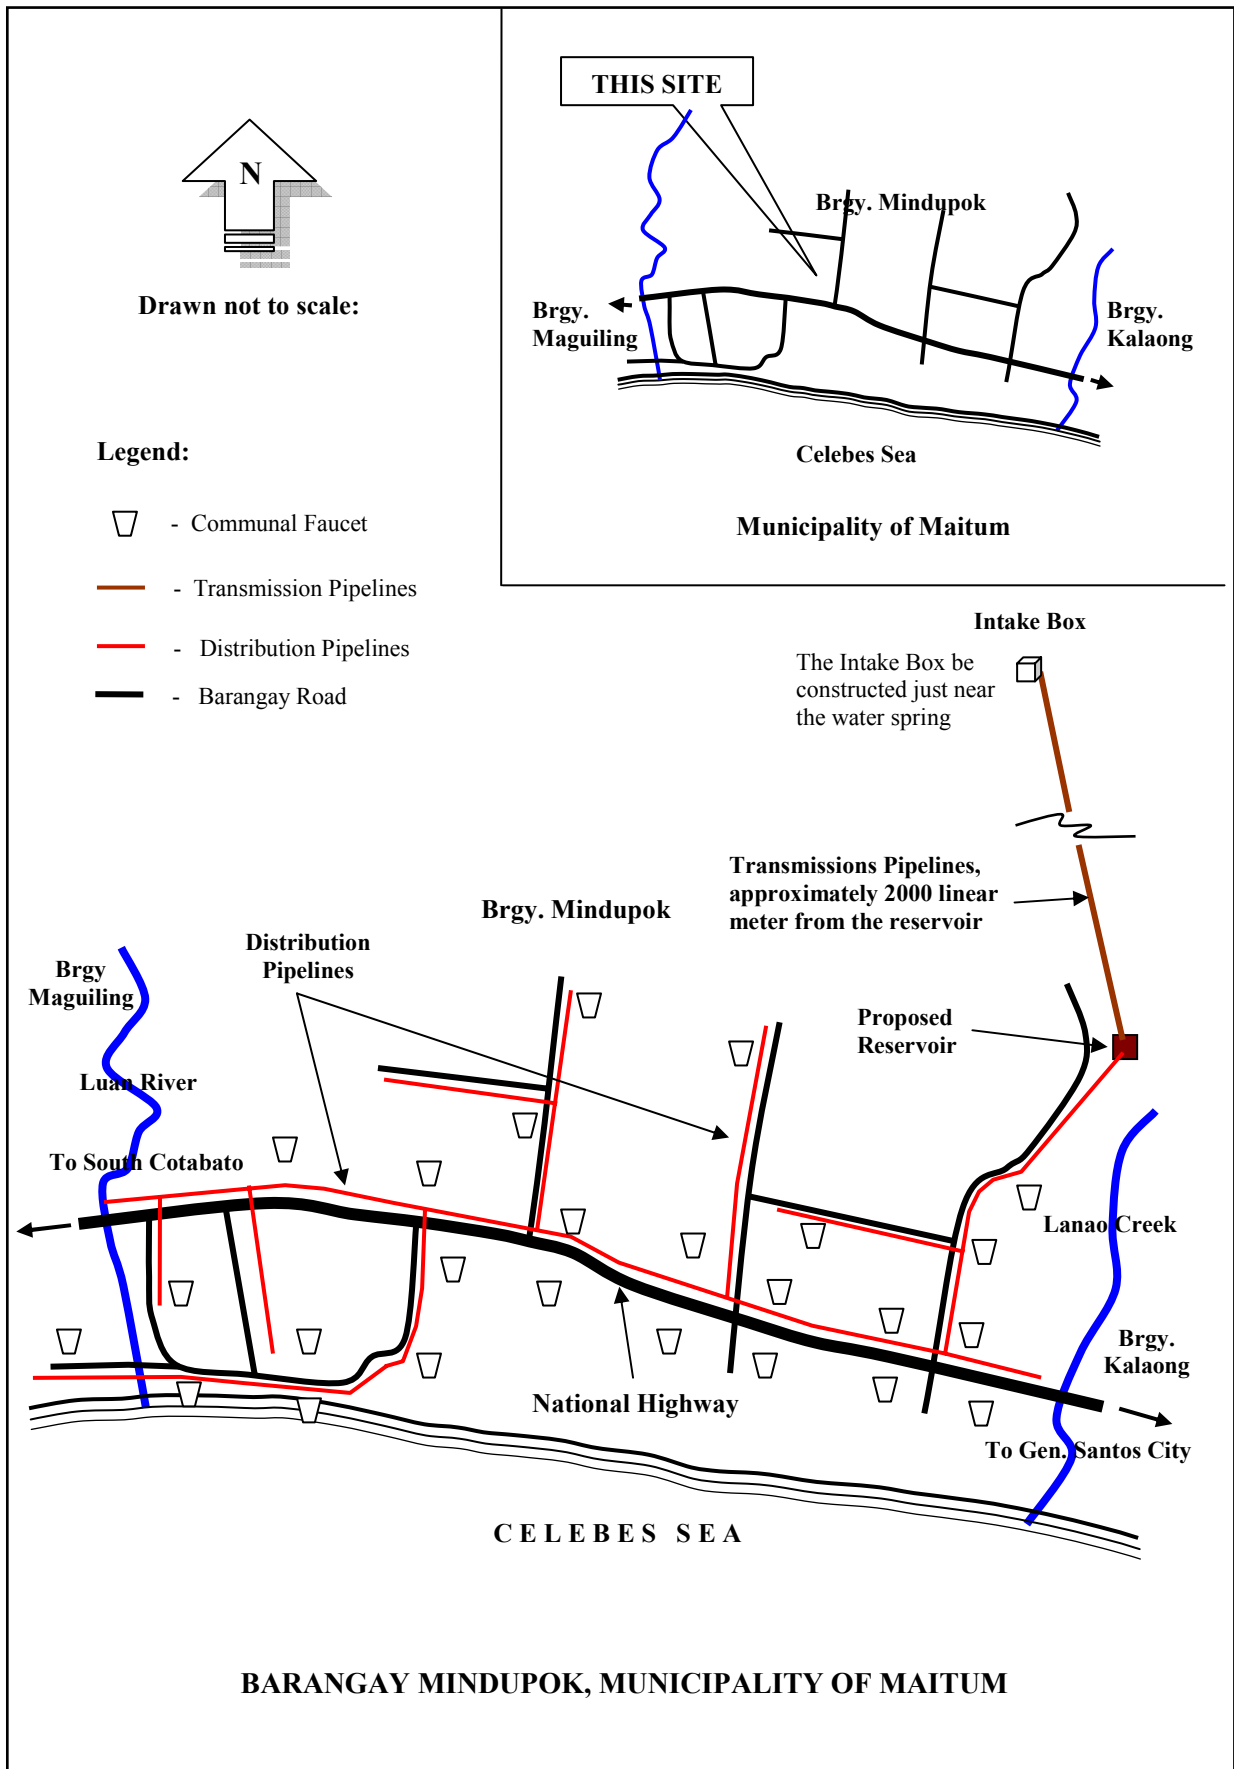 THIS SITE
N
Brgy. Mindupok
Drawn not to scale:
Brgy.
Maguiling
Brgy.
Kalaong
Celebes Sea
Municipality of Maitum
Legend:
- Communal Faucet
- Transmission Pipelines
- Distribution Pipelines
- Barangay Road
Intake Box
The Intake Box be
constructed just near
the water spring
Transmissions Pipelines,
approximately 2000 linear
meter from the reservoir
Brgy. Mindupok
Distribution
Pipelines
Brgy
Maguiling
Proposed
Reservoir
Luan River
To South Cotabato
Lanao Creek
Brgy.
Kalaong
National Highway
To Gen. Santos City
CELEBES SEA
BARANGAY MINDUPOK, MUNICIPALITY OF MAITUM